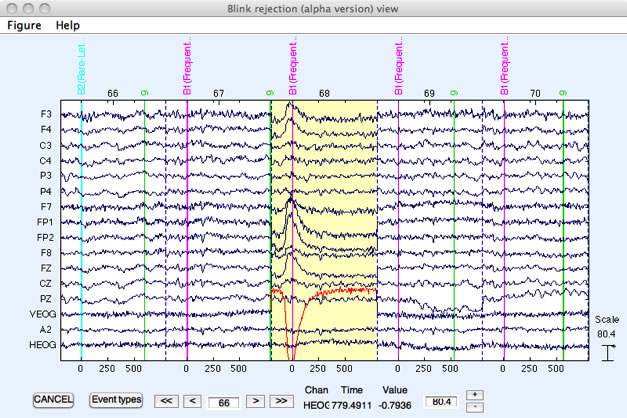 Blink rejection (alpha version) view
Figure Help
B2(Rare-Let...
B1(Frequent...
B1(Frequent...
B1(Frequent...
B1(Frequent...
66 9 67 9 68 69 9 70 9
F3
F4
C3
C4
P3
P4
F7
FP1
FP2
F8
FZ
CZ
PZ
VEOG
A2
HEOG
Scale
80.4
0 500 0 500 0 500 0 500 0 500
Chan Time Value
CANCEL Event types << < 66 > >> HEOG 779.4911 -0.7936 80.4 + -